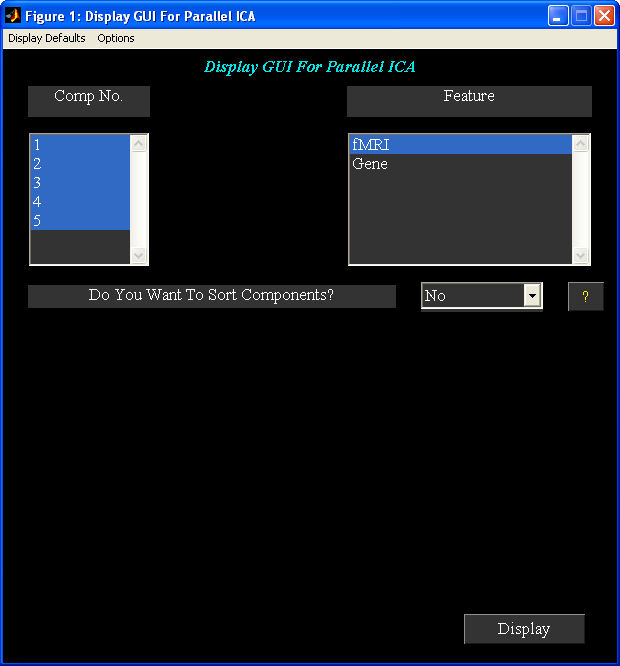 Figure 1: Display GUI For Parallel ICA
Display Defaults Options
Display GUI For Parallel ICA
Comp No. Feature
1
2
3
4
5
fMRI
Gene
Do You Want To Sort Components? No ?
Display